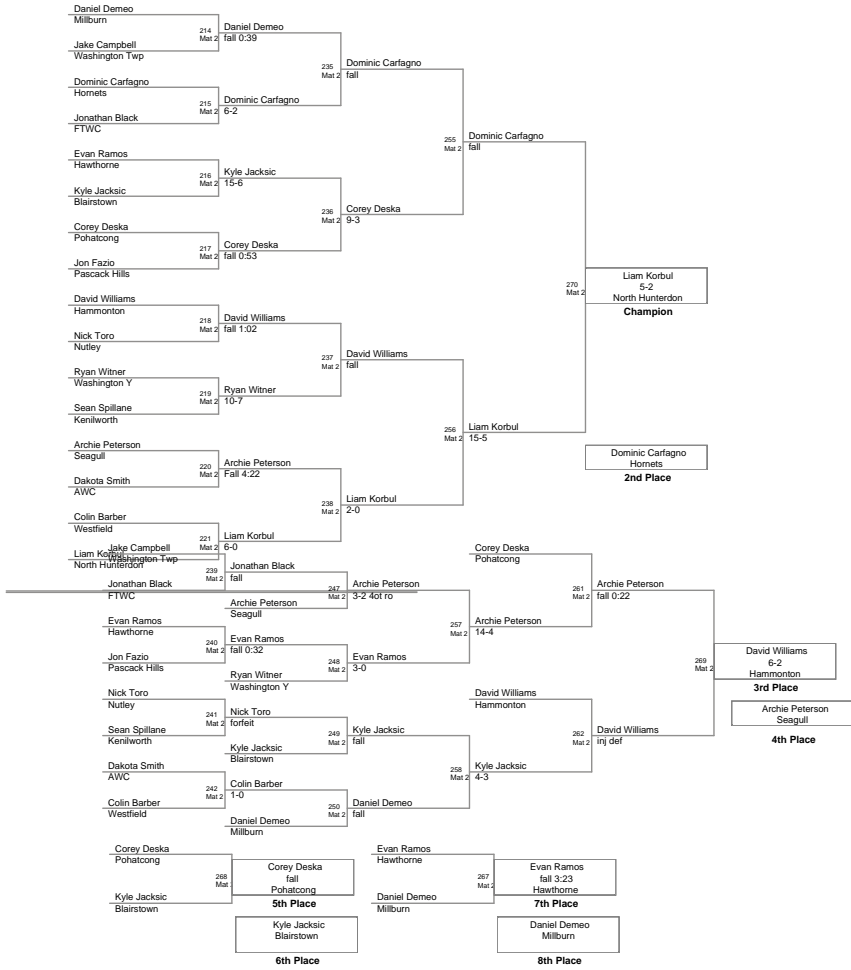 Daniel Demeo
Millburn
214
Mat 2
Daniel Demeo
fall 0:39
Jake Campbell
Washington Twp
235
Mat 2
Dominic Carfagno
fall
Dominic Carfagno
Hornets
215
Mat 2
Dominic Carfagno
6-2
Jonathan Black
FTWC
255
Mat 2
Dominic Carfagno
fall
Evan Ramos
Hawthorne
216
Mat 2
Kyle Jacksic
15-6
Kyle Jacksic
Blairstown
236
Mat 2
Corey Deska
9-3
Corey Deska
Pohatcong
217
Mat 2
Corey Deska
fall 0:53
Jon Fazio
Pascack Hills
270
Mat 2
Liam Korbul
5-2
North Hunterdon
Champion
David Williams
Hammonton
218
Mat 2
David Williams
fall 1:02
Nick Toro
Nutley
237
Mat 2
David Williams
fall
Ryan Witner
Washington Y
219
Mat 2
Ryan Witner
10-7
Sean Spillane
Kenilworth
256
Mat 2
Liam Korbul
15-5
Archie Peterson
Seagull
220
Mat 2
Archie Peterson
Fall 4:22
Dakota Smith
AWC
238
Mat 2
Liam Korbul
2-0
Colin Barber
Westfield
221
Mat 2
Liam Korbul
6-0
Liam Korbul
North Hunterdon
Dominic Carfagno
Hornets
2nd Place
Jake Campbell
Washington Twp
239
Mat 2
Jonathan Black
fall
Jonathan Black
FTWC
247
Mat 2
Archie Peterson
3-2 4ot ro
Archie Peterson
Seagull
Corey Deska
Pohatcong
261
Mat 2
Archie Peterson
fall 0:22
257
Mat 2
Archie Peterson
14-4
Evan Ramos
Hawthorne
240
Mat 2
Evan Ramos
fall 0:32
Jon Fazio
Pascack Hills
248
Mat 2
Evan Ramos
3-0
Ryan Witner
Washington Y
269
Mat 2
David Williams
6-2
Hammonton
3rd Place
Archie Peterson
Seagull
4th Place
Nick Toro
Nutley
241
Mat 2
Nick Toro
forfeit
Sean Spillane
Kenilworth
249
Mat 2
Kyle Jacksic
fall
Kyle Jacksic
Blairstown
David Williams
Hammonton
262
Mat 2
David Williams
inj def
258
Mat 2
Kyle Jacksic
4-3
Dakota Smith
AWC
242
Mat 2
Colin Barber
1-0
Colin Barber
Westfield
250
Mat 2
Daniel Demeo
fall
Daniel Demeo
Millburn
Corey Deska
Pohatcong
268
Mat
Corey Deska
fall
Pohatcong
5th Place
Kyle Jacksic
Blairstown
Kyle Jacksic
Blairstown
6th Place
Evan Ramos
Hawthorne
267
Mat 2
Evan Ramos
fall 3:23
Hawthorne
7th Place
Daniel Demeo
Millburn
Daniel Demeo
Millburn
8th Place